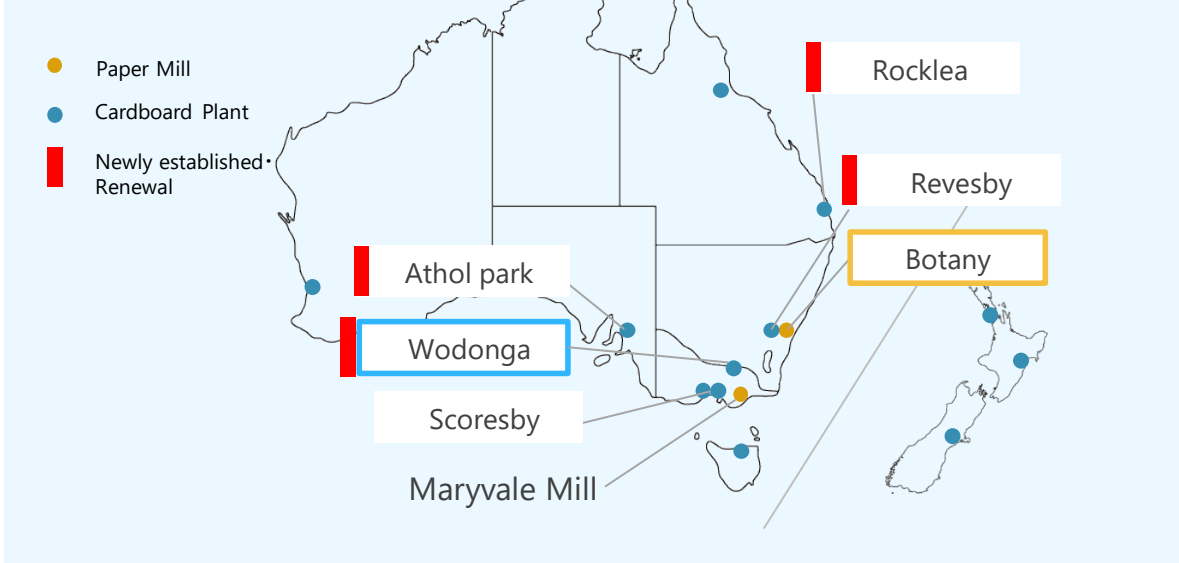 Paper Mill
Cardboard Plant
Newly established・
Renewal
Rocklea
Revesby
Botany
Athol park
Wodonga
Scoresby
Maryvale Mill